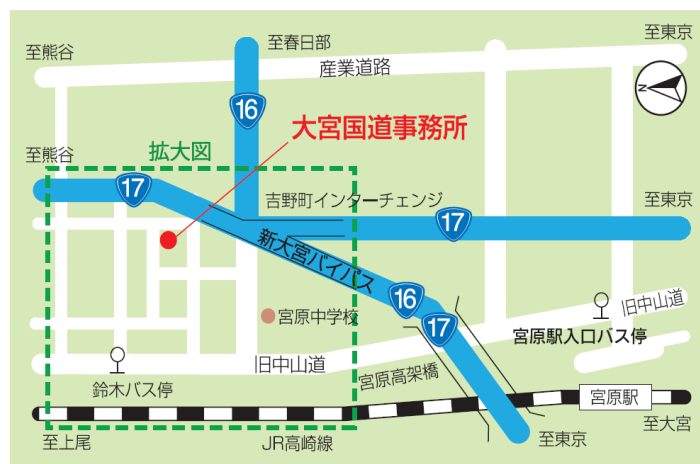 至熊谷
至春日部
至東京
産業道路
N
16
大宮国道事務所
拡大図
至熊谷
17
吉野町インターチェンジ
17
至東京
新大宮バイパス
16
17
旧中山道
宮原駅入口バス停
宮原中学校
旧中山道
鈴木バス停
宮原高架橋
宮原駅
至上尾
JR高崎線
至東京
至大宮